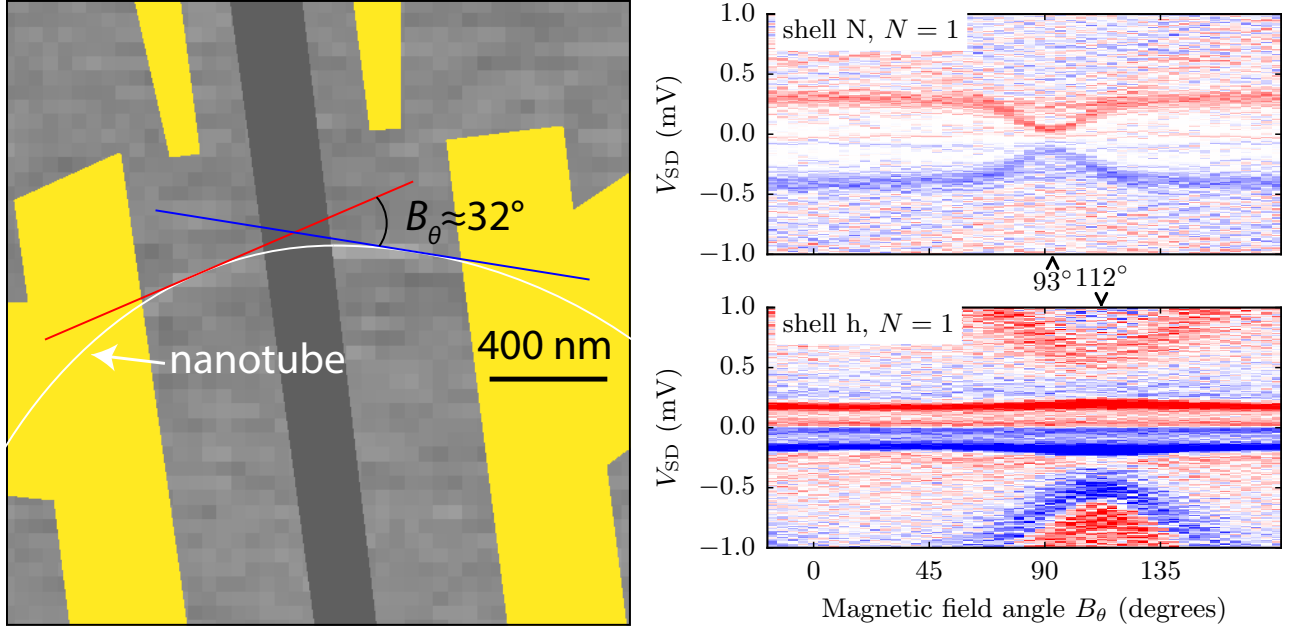 B_θ≈32°
400 nm
nanotube
shell N, N = 1
1.0
0.5
0.0
−0.5
−1.0
V_SD (mV)
93° 112°
shell h, N = 1
1.0
0.5
0.0
−0.5
−1.0
V_SD (mV)
0 45 90 135
Magnetic field angle B_θ (degrees)